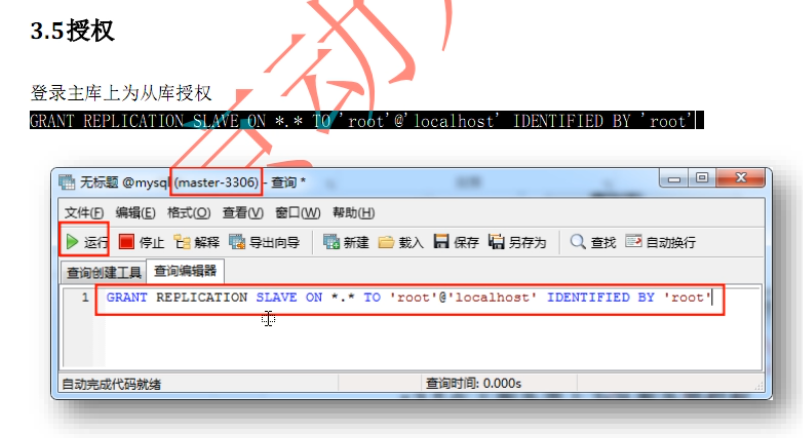 3.5授权
登录主库上为从库授权
GRANT REPLICATION SLAVE ON *.* TO 'root'@'localhost' IDENTIFIED BY 'root'
无标题 @mysql (master-3306) - 查询 *
文件(F) 编辑(E) 格式(O) 查看(V) 窗口(W) 帮助(H)
运行 停止 解释 导出向导 新建 载入 保存 另存为 查找 自动换行
查询创建工具 查询编辑器
1 GRANT REPLICATION SLAVE ON *.* TO 'root'@'localhost' IDENTIFIED BY 'root'
自动完成代码就绪 查询时间: 0.000s